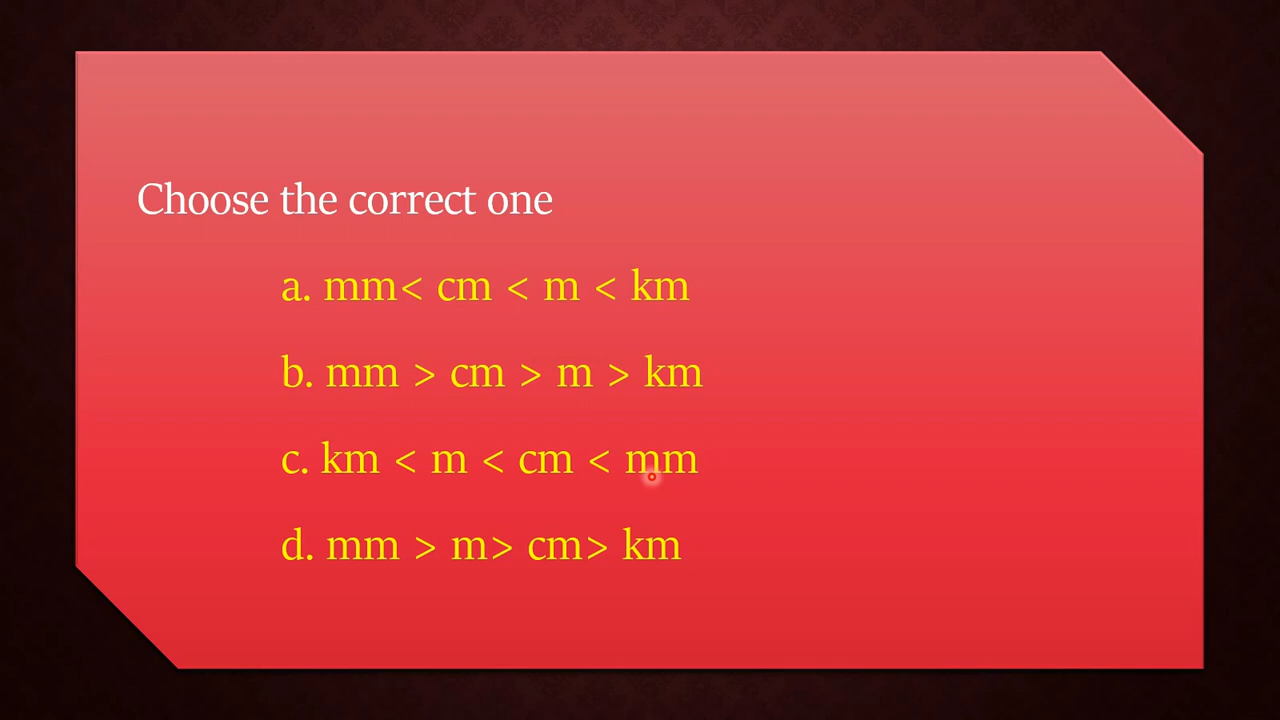 Choose the correct one
a. mm< cm < m < km
b. mm > cm > m > km
c. km < m < cm < mm
d. mm > m> cm> km